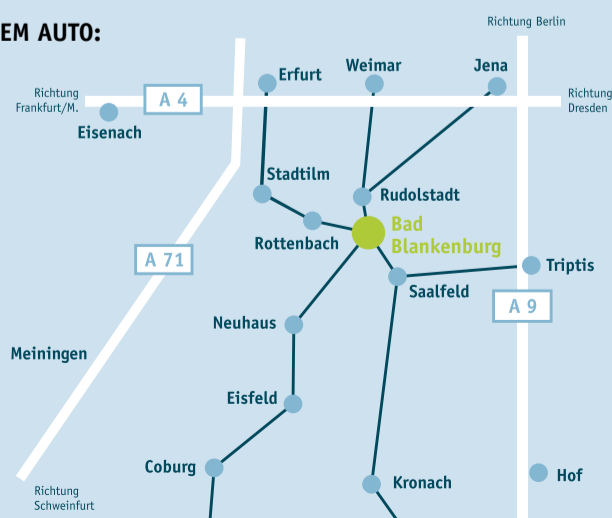 EM AUTO:
Richtung Berlin
Erfurt
Weimar
Jena
Richtung
Frankfurt/M.
A 4
Richtung
Dresden
Eisenach
Stadtilm
Rudolstadt
Bad
Blankenburg
Rottenbach
A 71
Triptis
Saalfeld
A 9
Neuhaus
Meiningen
Eisfeld
Coburg
Kronach
Hof
Richtung
Schweinfurt